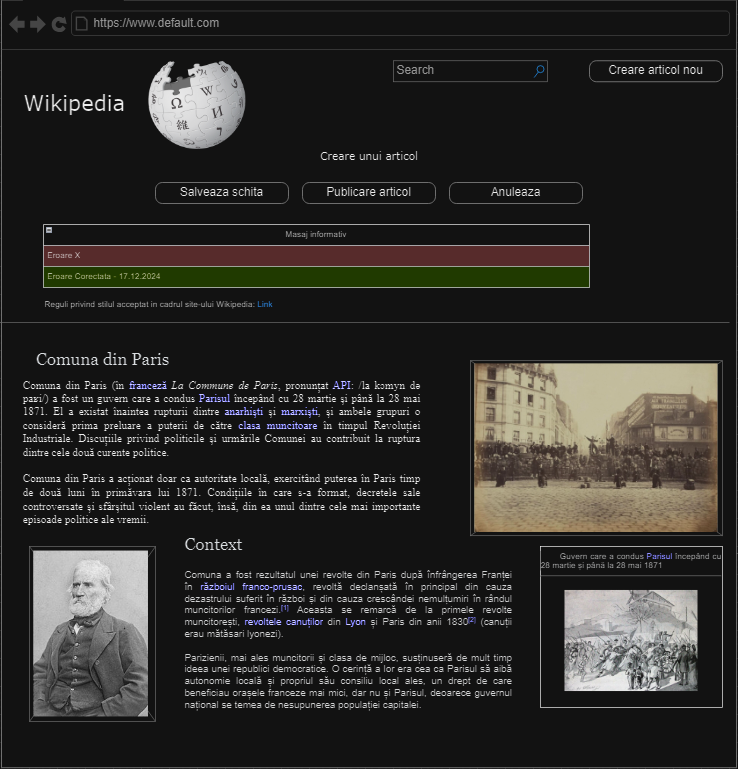 https://www.default.com
Search
Creare articol nou
Wikipedia
Ω W И 維 7
Creare unui articol
Salveaza schita
Publicare articol
Anuleaza
Masaj informativ
Eroare X
Eroare Corectata - 17.12.2024
Reguli privind stilul acceptat in cadrul site-ului Wikipedia: Link
Comuna din Paris
Comuna din Paris (în franceză La Commune de Paris, pronunțat API: /la kɔmyn də
paʁi/) a fost un guvern care a condus Parisul începând cu 28 martie și până la 28 mai
1871. El a existat înaintea rupturii dintre anarhiști și marxiști, și ambele grupuri o
consideră prima preluare a puterii de către clasa muncitoare în timpul Revoluției
Industriale. Discuțiile privind politicile și urmările Comunei au contribuit la ruptura
dintre cele două curente politice.
Comuna din Paris a acționat doar ca autoritate locală, exercitând puterea în Paris timp
de două luni în primăvara lui 1871. Condițiile în care s-a format, decretele sale
controversate și sfârșitul violent au făcut, însă, din ea unul dintre cele mai importante
episoade politice ale vremii.
Context
Comuna a fost rezultatul unei revolte din Paris după înfrângerea Franței
în războiul franco-prusac, revoltă declanșată în principal din cauza
dezastrului suferit în război și din cauza crescândei nemulțumiri în rândul
muncitorilor francezi.[1] Aceasta se remarcă de la primele revolte
muncitorești, revoltele canuților din Lyon și Paris din anii 1830[2] (canuții
erau mătăsari lyonezi).
Parizienii, mai ales muncitorii și clasa de mijloc, susținuseră de mult timp
ideea unei republici democratice. O cerință a lor era cea ca Parisul să aibă
autonomie locală și propriul său consiliu local ales, un drept de care
beneficiau orașele franceze mai mici, dar nu și Parisul, deoarece guvernul
național se temea de nesupunerea populației capitalei.
Guvern care a condus Parisul începând cu
28 martie și până la 28 mai 1871